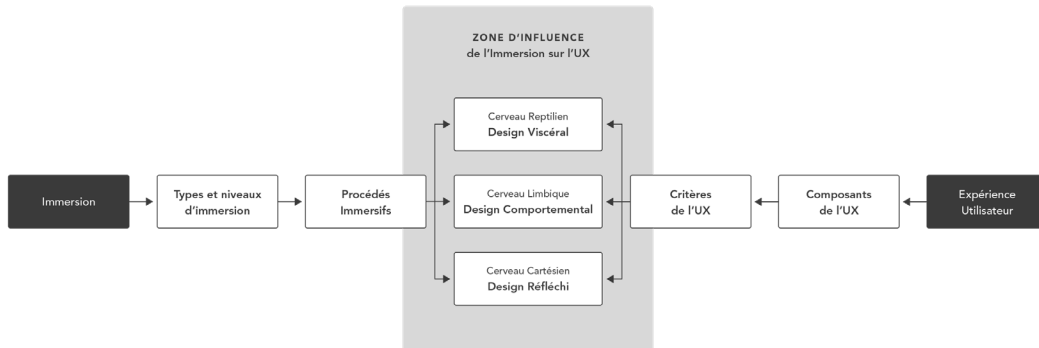 ZONE D’INFLUENCE
de l’Immersion sur l’UX
Cerveau Reptilien
Design Viscéral
Immersion
Types et niveaux
d’immersion
Procédés
Immersifs
Cerveau Limbique
Design Comportemental
Critères
de l’UX
Composants
de l’UX
Expérience
Utilisateur
Cerveau Cartésien
Design Réfléchi